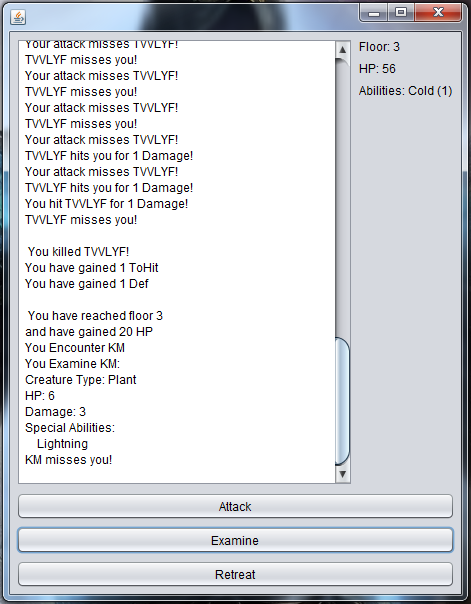 Your attack misses TVVLYF!
TVVLYF misses you!
Your attack misses TVVLYF!
TVVLYF misses you!
Your attack misses TVVLYF!
TVVLYF misses you!
Your attack misses TVVLYF!
TVVLYF hits you for 1 Damage!
Your attack misses TVVLYF!
TVVLYF hits you for 1 Damage!
You hit TVVLYF for 1 Damage!
TVVLYF misses you!
You killed TVVLYF!
You have gained 1 ToHit
You have gained 1 Def
You have reached floor 3
and have gained 20 HP
You Encounter KM
You Examine KM:
Creature Type: Plant
HP: 6
Damage: 3
Special Abilities:
Lightning
KM misses you!
Floor: 3
HP: 56
Abilities: Cold (1)
Attack
Examine
Retreat